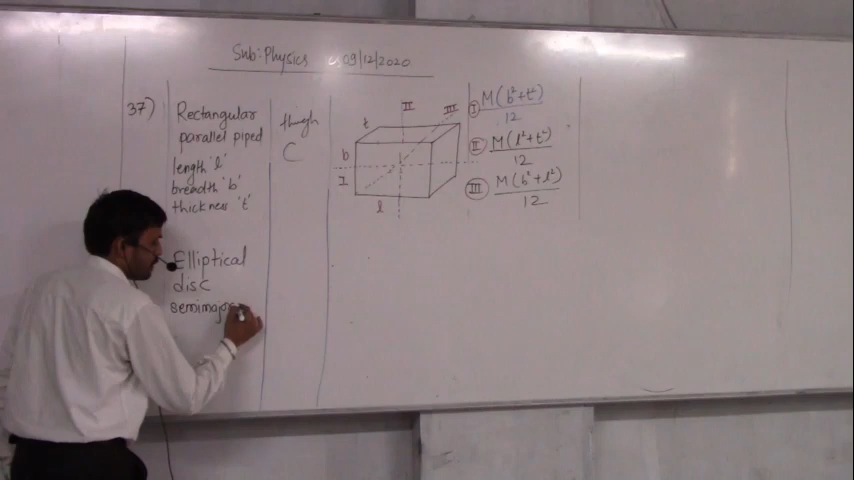 Sub: Physics 09/12/2020
37)
Rectangular
parallel piped
length 'l'
breadth 'b'
thickness 't'
Elliptical
disc
semimajor
through
C
t
II
III
b
I
l
I M(b²+t²)
12
II M(l²+t²)
12
III M(b²+l²)
12